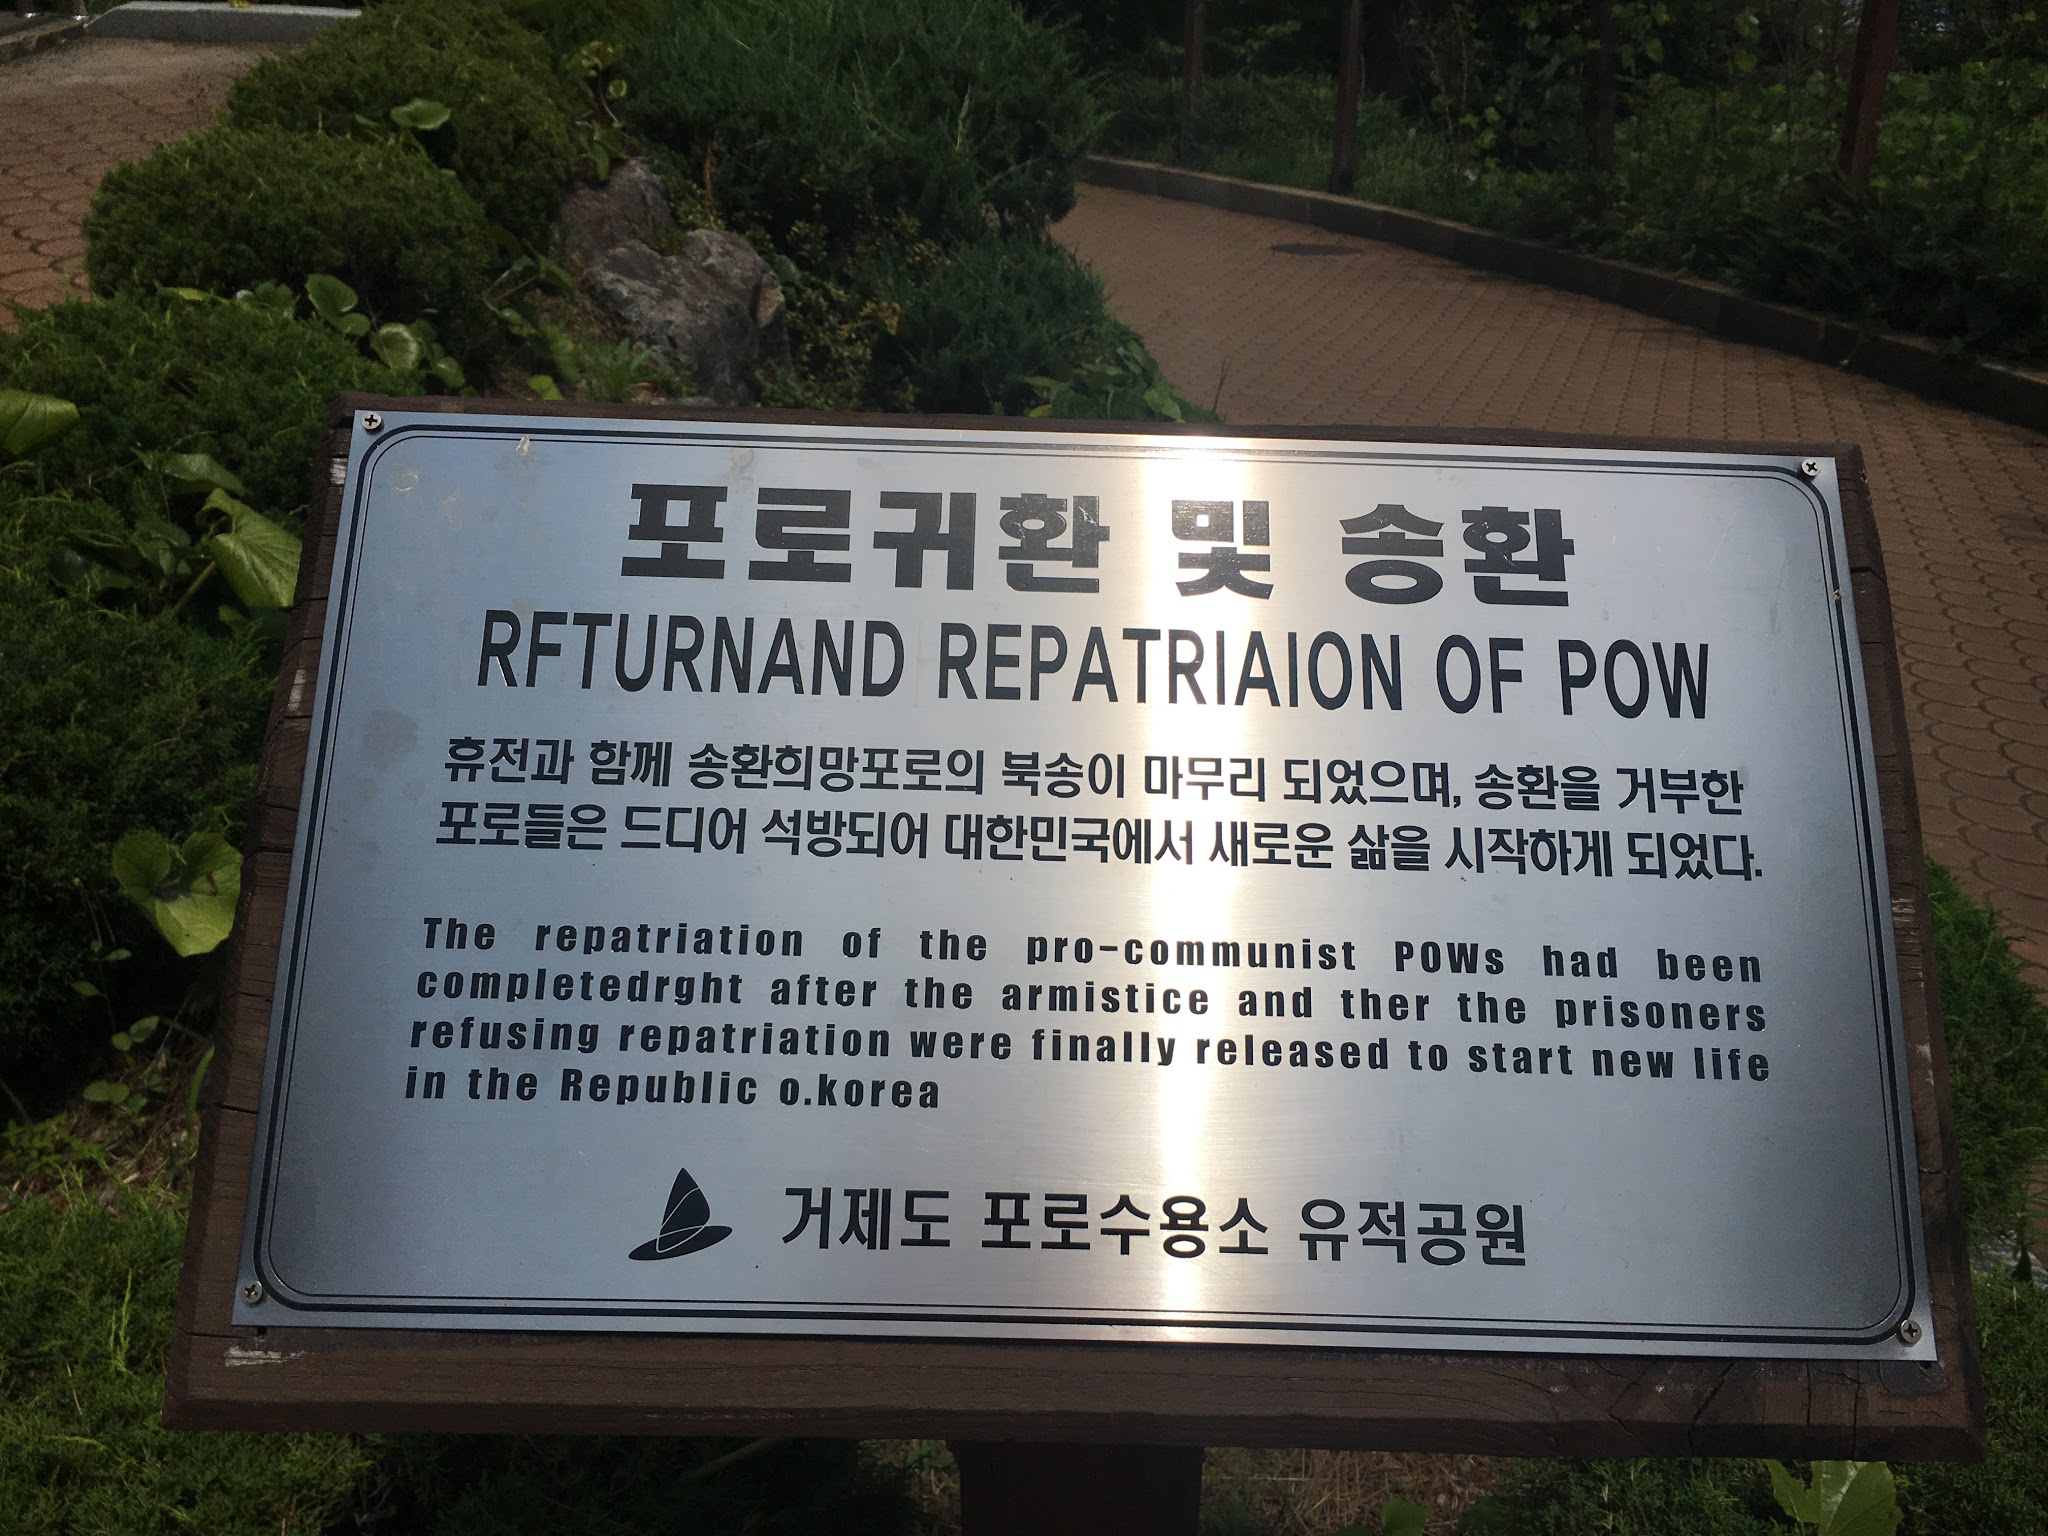 포로귀환 및 송환
RFTURNAND REPATRIAION OF POW
휴전과 함께 송환희망포로의 북송이 마무리 되었으며, 송환을 거부한
포로들은 드디어 석방되어 대한민국에서 새로운 삶을 시작하게 되었다.
The repatriation of the pro-communist POWs had been
completedrght after the armistice and ther the prisoners
refusing repatriation were finally released to start new life
in the Republic o.korea
거제도 포로수용소 유적공원